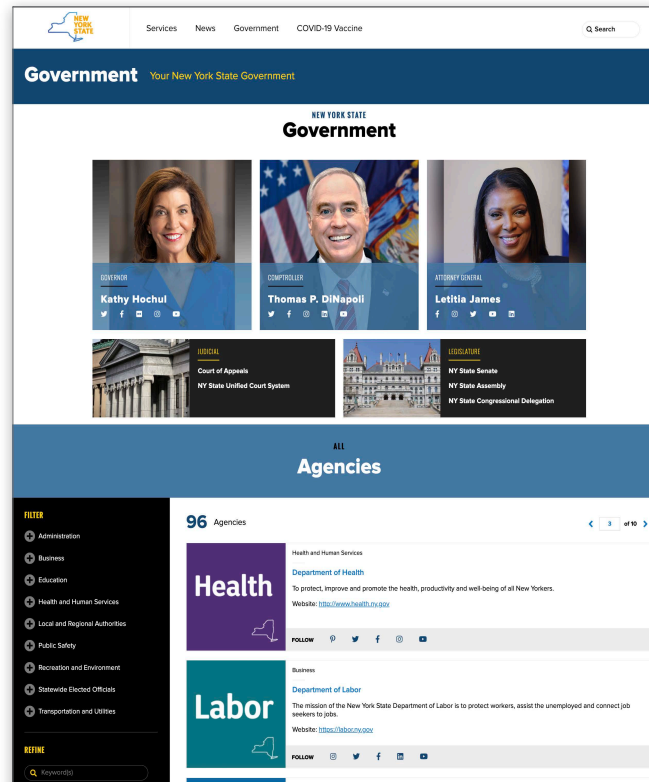 NEW
YORK
STATE
Services News Government COVID-19 Vaccine
Search
Government Your New York State Government
NEW YORK STATE
Government
GOVERNOR
Kathy Hochul
COMPTROLLER
Thomas P. DiNapoli
ATTORNEY GENERAL
Letitia James
JUDICIAL
Court of Appeals
NY State Unified Court System
LEGISLATURE
NY State Senate
NY State Assembly
NY State Congressional Delegation
ALL
Agencies
FILTER
Administration
Business
Education
Health and Human Services
Local and Regional Authorities
Public Safety
Recreation and Environment
Statewide Elected Officials
Transportation and Utilities
REFINE
Keyword(s)
96 Agencies
3 of 10
Health
Health and Human Services
Department of Health
To protect, improve and promote the health, productivity and well-being of all New Yorkers.
Website: http://www.health.ny.gov
FOLLOW
Labor
Business
Department of Labor
The mission of the New York State Department of Labor is to protect workers, assist the unemployed and connect job
seekers to jobs.
Website: https://labor.ny.gov
FOLLOW